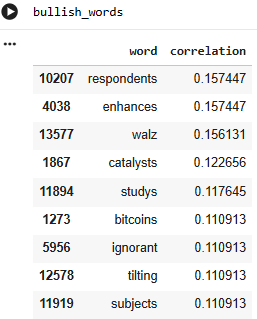 bullish_words
word correlation
10207 respondents 0.157447
4038 enhances 0.157447
13577 walz 0.156131
1867 catalysts 0.122656
11894 studys 0.117645
1273 bitcoins 0.110913
5956 ignorant 0.110913
12578 tilting 0.110913
11919 subjects 0.110913